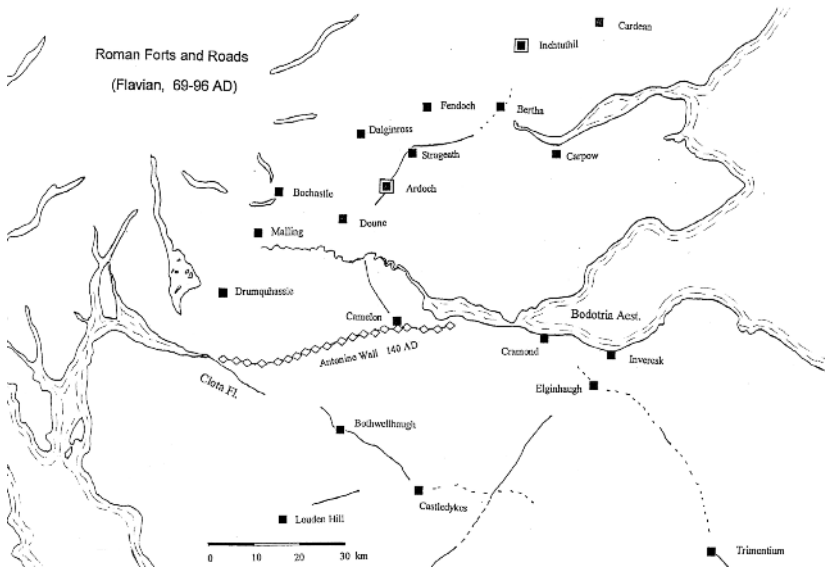 Roman Forts and Roads
(Flavian, 69-96 AD)
Cardean
Inchtuthil
Fendoch
Bertha
Dalginross
Strageath
Carpow
Bochastle
Ardoch
Doune
Malling
Drumquhassle
Bodotria Aest.
Camelon
Antonine Wall 140 AD
Cramond
Inveresk
Clota Fl.
Elginhaugh
Bothwellhaugh
Castledykes
Louden Hill
0 10 20 30 km
Trimontium